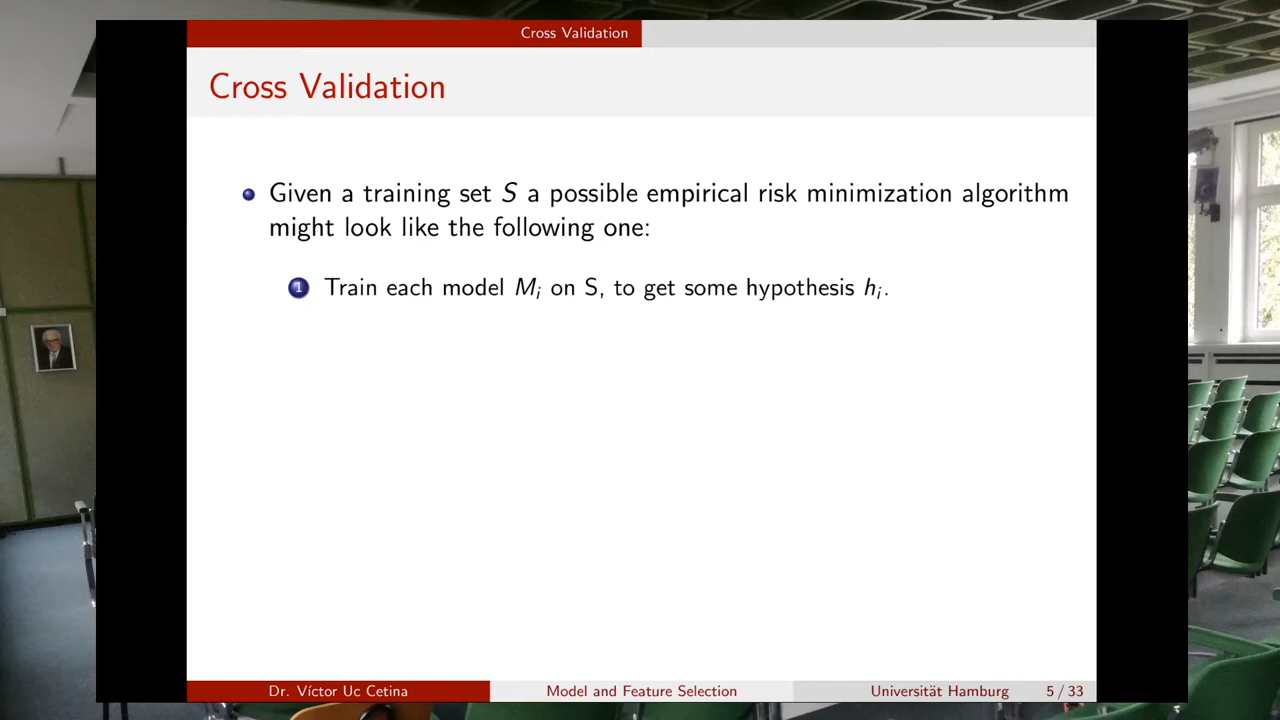 Cross Validation
Cross Validation
Given a training set S a possible empirical risk minimization algorithm
might look like the following one:
1 Train each model Mi on S, to get some hypothesis hi.
Dr. Víctor Uc Cetina
Model and Feature Selection
Universität Hamburg
5 / 33